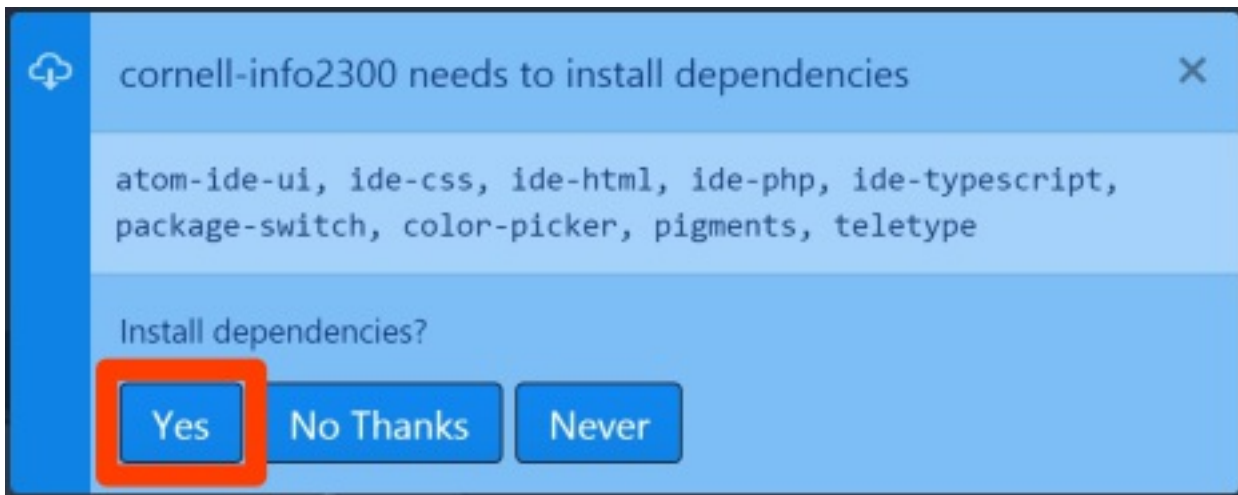 cornell-info2300 needs to install dependencies
atom-ide-ui, ide-css, ide-html, ide-php, ide-typescript,
package-switch, color-picker, pigments, teletype
Install dependencies?
Yes No Thanks Never